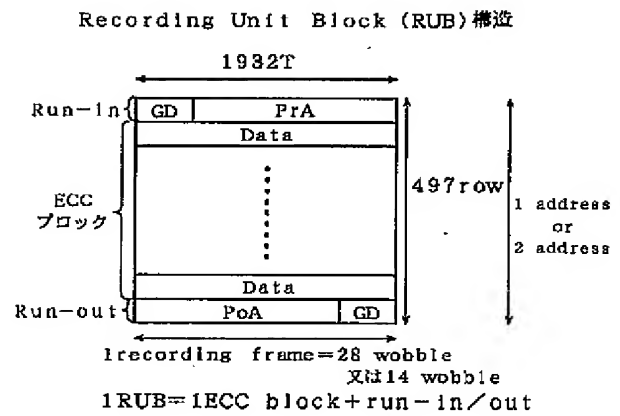 Recording Unit Block (RUB)構造
1932T
Run-in
GD
PrA
Data
ECC
ブロック
497row
1 address
or
2 address
Data
Run-out
PoA
GD
1recording frame=28 wobble
又は14 wobble
1RUB=1ECC block+run-in/out